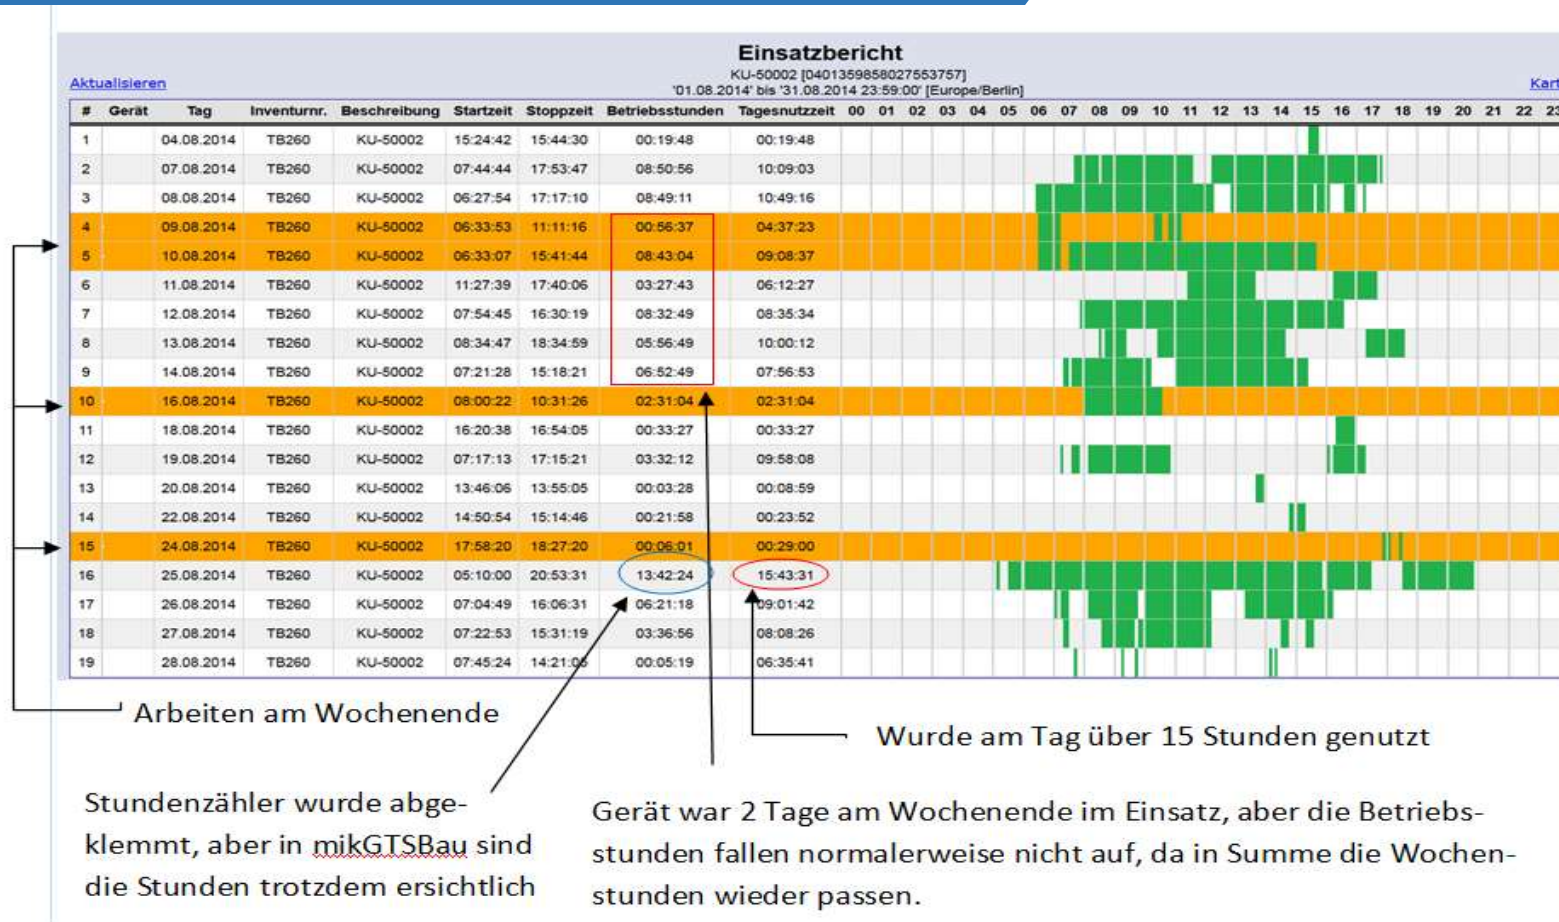 Einsatzbericht
KU-50002 [0401359858027553757]
Aktualisieren
'01.08.2014' bis '31.08.2014 23:59:00' [Europe/Berlin]
Kart
# Gerät Tag Inventurnr. Beschreibung Startzeit Stoppzeit Betriebsstunden Tagesnutzzeit 00 01 02 03 04 05 06 07 08 09 10 11 12 13 14 15 16 17 18 19 20 21 22 23
1 04.08.2014 TB260 KU-50002 15:24:42 15:44:30 00:19:48 00:19:48
2 07.08.2014 TB260 KU-50002 07:44:44 17:53:47 08:50:56 10:09:03
3 08.08.2014 TB260 KU-50002 06:27:54 17:17:10 08:49:11 10:49:16
4 09.08.2014 TB260 KU-50002 06:33:53 11:11:16 00:56:37 04:37:23
5 10.08.2014 TB260 KU-50002 06:33:07 15:41:44 08:43:04 09:08:37
6 11.08.2014 TB260 KU-50002 11:27:39 17:40:06 03:27:43 06:12:27
7 12.08.2014 TB260 KU-50002 07:54:45 16:30:19 08:32:49 08:35:34
8 13.08.2014 TB260 KU-50002 08:34:47 18:34:59 05:56:49 10:00:12
9 14.08.2014 TB260 KU-50002 07:21:28 15:18:21 06:52:49 07:56:53
10 16.08.2014 TB260 KU-50002 08:00:22 10:31:26 02:31:04 02:31:04
11 18.08.2014 TB260 KU-50002 16:20:38 16:54:05 00:33:27 00:33:27
12 19.08.2014 TB260 KU-50002 07:17:13 17:15:21 03:32:12 09:58:08
13 20.08.2014 TB260 KU-50002 13:46:06 13:55:05 00:03:28 00:08:59
14 22.08.2014 TB260 KU-50002 14:50:54 15:14:46 00:21:58 00:23:52
15 24.08.2014 TB260 KU-50002 17:58:20 18:27:20 00:06:01 00:29:00
16 25.08.2014 TB260 KU-50002 05:10:00 20:53:31 13:42:24 15:43:31
17 26.08.2014 TB260 KU-50002 07:04:49 16:06:31 06:21:18 09:01:42
18 27.08.2014 TB260 KU-50002 07:22:53 15:31:19 03:36:56 08:08:26
19 28.08.2014 TB260 KU-50002 07:45:24 14:21:05 00:05:19 06:35:41
Arbeiten am Wochenende
Wurde am Tag über 15 Stunden genutzt
Stundenzähler wurde abge-
klemmt, aber in mikGTSBau sind
die Stunden trotzdem ersichtlich
Gerät war 2 Tage am Wochenende im Einsatz, aber die Betriebs-
stunden fallen normalerweise nicht auf, da in Summe die Wochen-
stunden wieder passen.